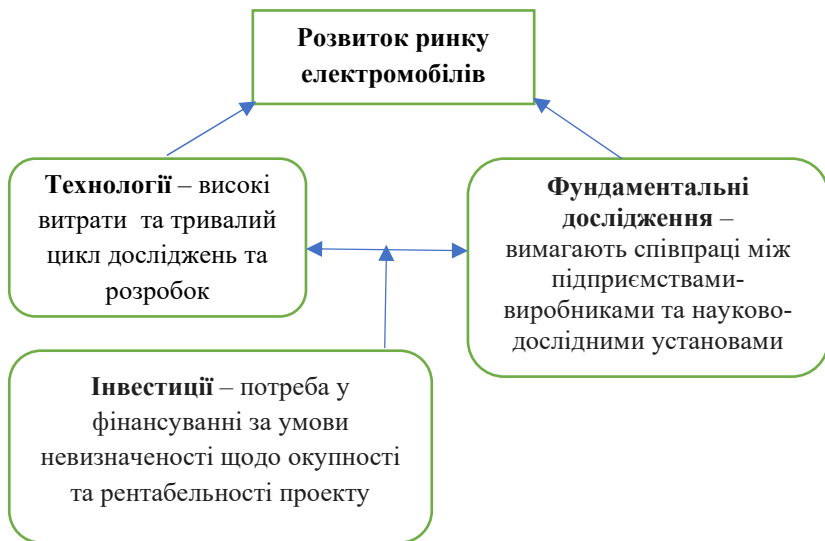 Розвиток ринку
електромобілів
Технології – високі
витрати та тривалий
цикл досліджень та
розробок
Фундаментальні
дослідження –
вимагають співпраці між
підприємствами-
виробниками та науково-
дослідними установами
Інвестиції – потреба у
фінансуванні за умови
невизначеності щодо окупності
та рентабельності проекту